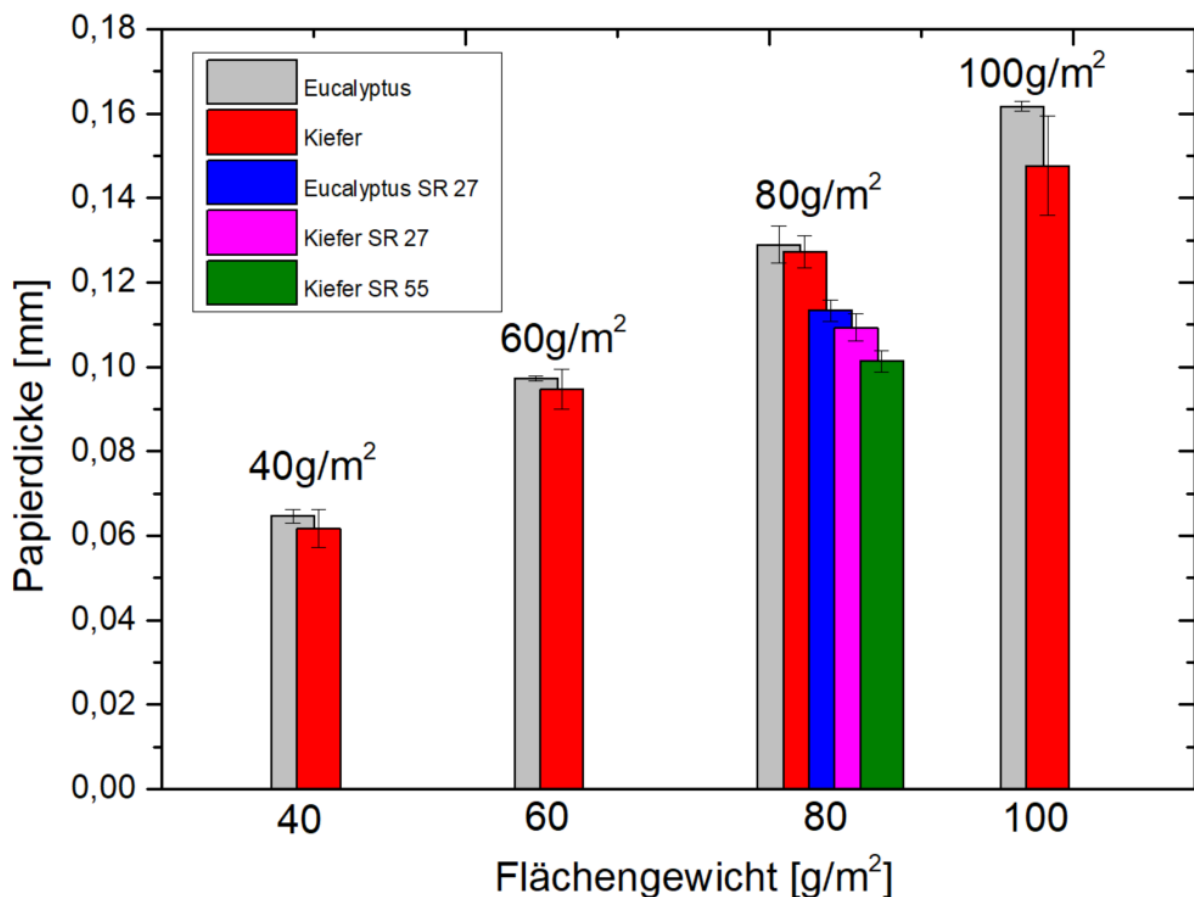 0,18
0,16
0,14
0,12
0,10
0,08
0,06
0,04
0,02
0,00
Papierdicke [mm]
Eucalyptus
Kiefer
Eucalyptus SR 27
Kiefer SR 27
Kiefer SR 55
40g/m²
60g/m²
80g/m²
100g/m²
40 60 80 100
Flächengewicht [g/m²]